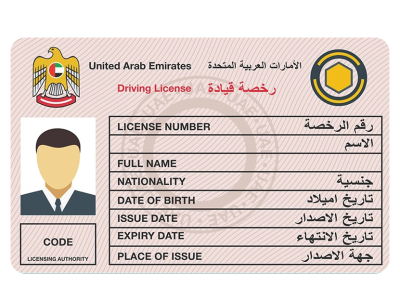 United Arab Emirates الأمارات العربية المتحدة
Driving License رخصة قيادة
LICENSE NUMBER رقم الرخصة
الاسم
FULL NAME
NATIONALITY جنسية
DATE OF BIRTH تاريخ اميلاد
ISSUE DATE تاريخ الاصدار
EXPIRY DATE تاريخ الانتهاء
PLACE OF ISSUE جهة الاصدار
CODE
LICENSING AUTHORITY